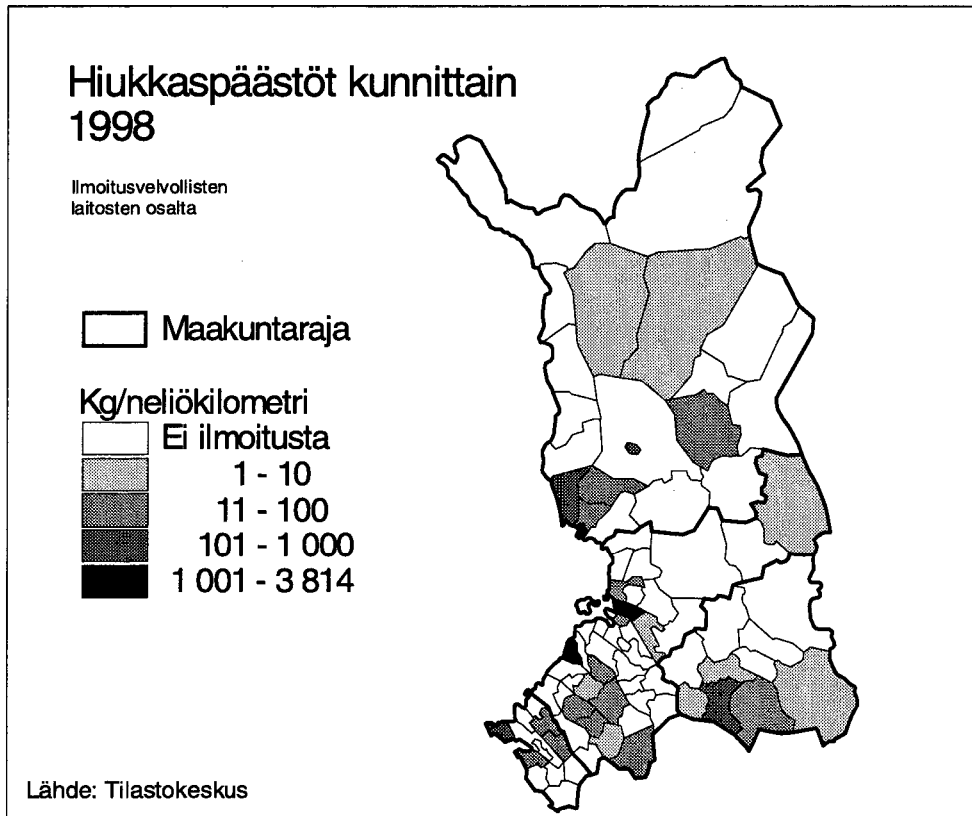 Hiukkaspäästöt kunnittain
1998
Ilmoitusvelvollisten
laitosten osalta
Maakuntaraja
Kg/neliökilometri
Ei ilmoitusta
1 - 10
11 - 100
101 - 1 000
1 001 - 3 814
Lähde: Tilastokeskus